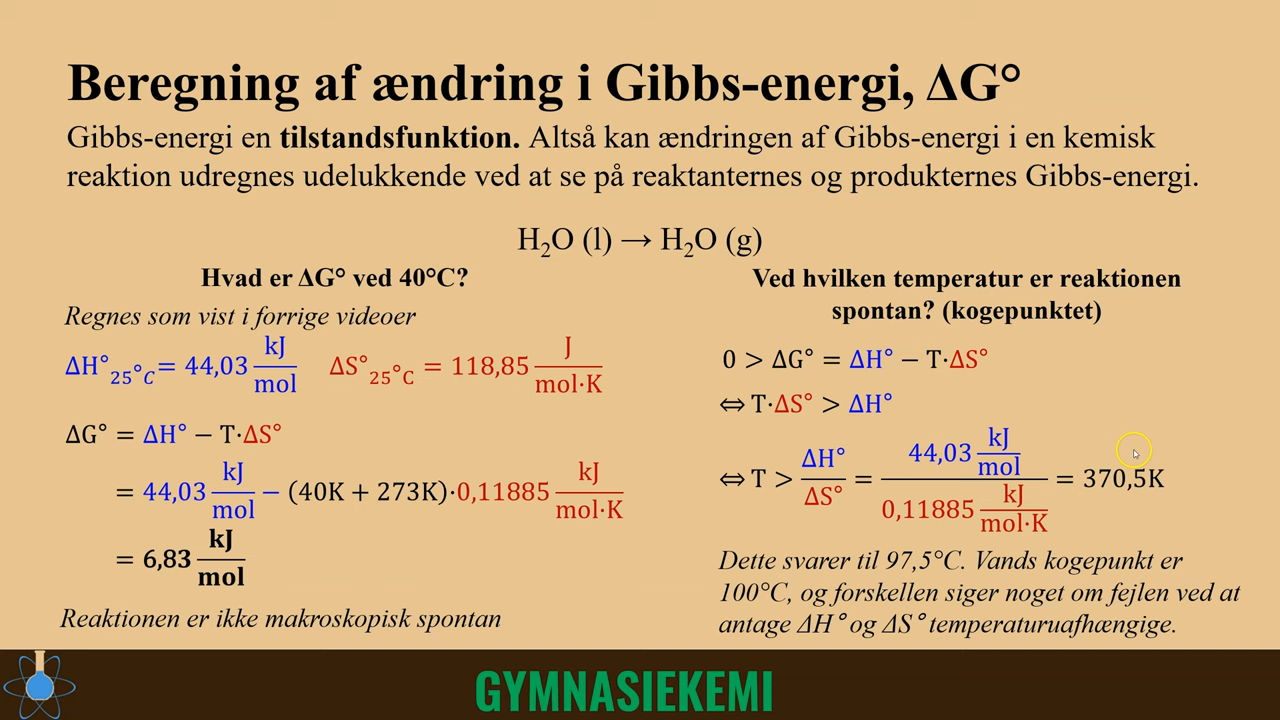 Beregning af ændring i Gibbs-energi, ΔG°
Gibbs-energi en tilstandsfunktion. Altså kan ændringen af Gibbs-energi i en kemisk
reaktion udregnes udelukkende ved at se på reaktanternes og produkternes Gibbs-energi.
H₂O (l) → H₂O (g)
Hvad er ΔG° ved 40°C?
Regnes som vist i forrige videoer
ΔH°₂₅°C = 44,03 kJ/mol ΔS°₂₅°C = 118,85 J/mol·K
ΔG° = ΔH° − T·ΔS°
= 44,03 kJ/mol − (40K + 273K)·0,11885 kJ/mol·K
= 6,83 kJ/mol
Reaktionen er ikke makroskopisk spontan
Ved hvilken temperatur er reaktionen
spontan? (kogepunktet)
0 > ΔG° = ΔH° − T·ΔS°
⇔ T·ΔS° > ΔH°
⇔ T > ΔH°/ΔS° = 44,03 kJ/mol / 0,11885 kJ/mol·K = 370,5K
Dette svarer til 97,5°C. Vands kogepunkt er
100°C, og forskellen siger noget om fejlen ved at
antage ΔH° og ΔS° temperaturuafhængige.
GYMNASIEKEMI